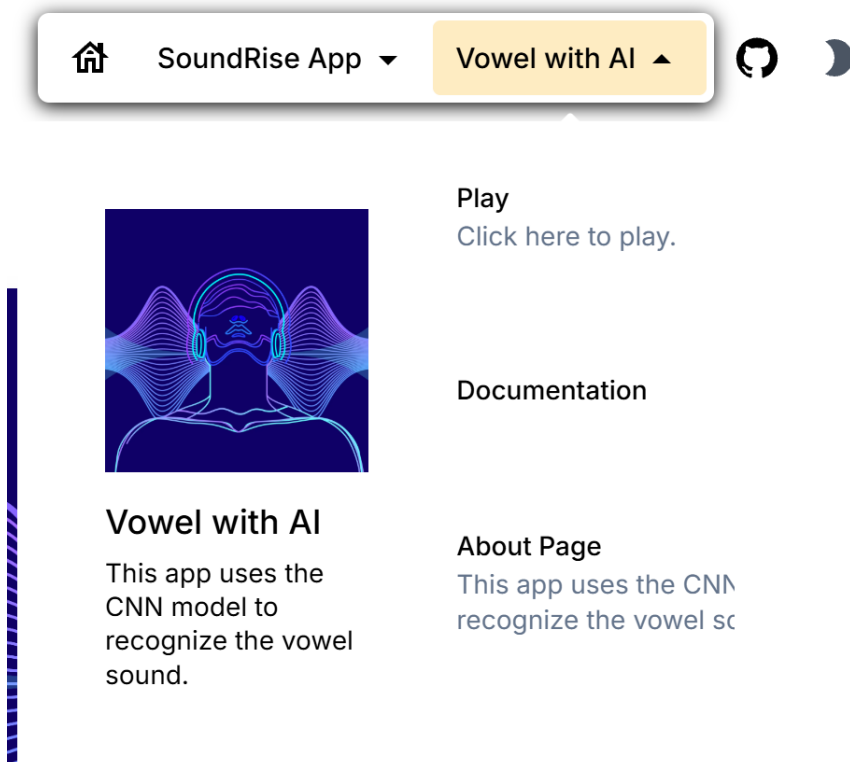 SoundRise App
Vowel with AI
Play
Click here to play.
Documentation
Vowel with AI
This app uses the
CNN model to
recognize the vowel
sound.
About Page
This app uses the CNN
recognize the vowel